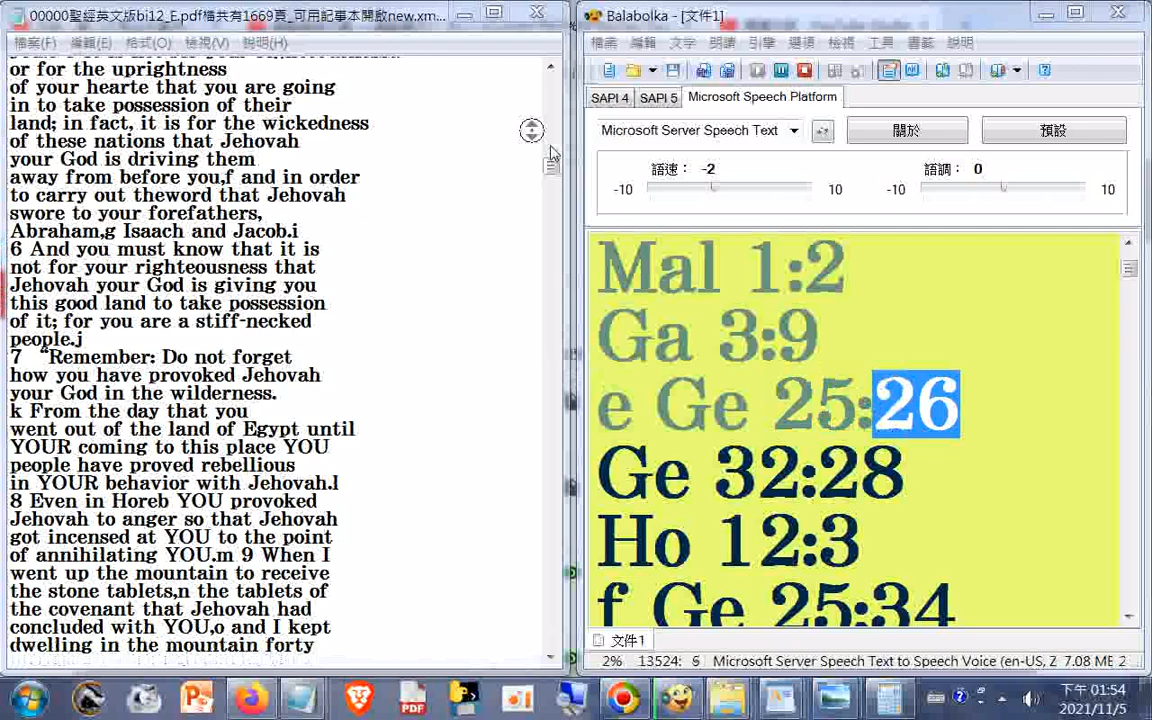 00000聖經英文版bi12_E.pdf檔共有1669頁_可用記事本開啟new.xm...
檔案(F) 編輯(E) 格式(O) 檢視(V) 說明(H)
or for the uprightness
of your hearte that you are going
in to take possession of their
land; in fact, it is for the wickedness
of these nations that Jehovah
your God is driving them
away from before you,f and in order
to carry out theword that Jehovah
swore to your forefathers,
Abraham,g Isaach and Jacob.i
6 And you must know that it is
not for your righteousness that
Jehovah your God is giving you
this good land to take possession
of it; for you are a stiff-necked
people.j
7 “Remember: Do not forget
how you have provoked Jehovah
your God in the wilderness.
k From the day that you
went out of the land of Egypt until
YOUR coming to this place YOU
people have proved rebellious
in YOUR behavior with Jehovah.l
8 Even in Horeb YOU provoked
Jehovah to anger so that Jehovah
got incensed at YOU to the point
of annihilating YOU.m 9 When I
went up the mountain to receive
the stone tablets,n the tablets of
the covenant that Jehovah had
concluded with YOU,o and I kept
dwelling in the mountain forty
Balabolka - [文件1]
檔案 編輯 文字 朗讀 引擎 選項 檢視 工具 書籤 說明
SAPI 4 SAPI 5 Microsoft Speech Platform
Microsoft Server Speech Text 關於 預設
語速： -2 語調： 0
-10 10 -10 10
Mal 1:2
Ga 3:9
e Ge 25:26
Ge 32:28
Ho 12:3
f Ge 25:34
文件1
2% 13524: 6 Microsoft Server Speech Text to Speech Voice (en-US, Z 7.08 MB 2
PDF
下午 01:54
2021/11/5